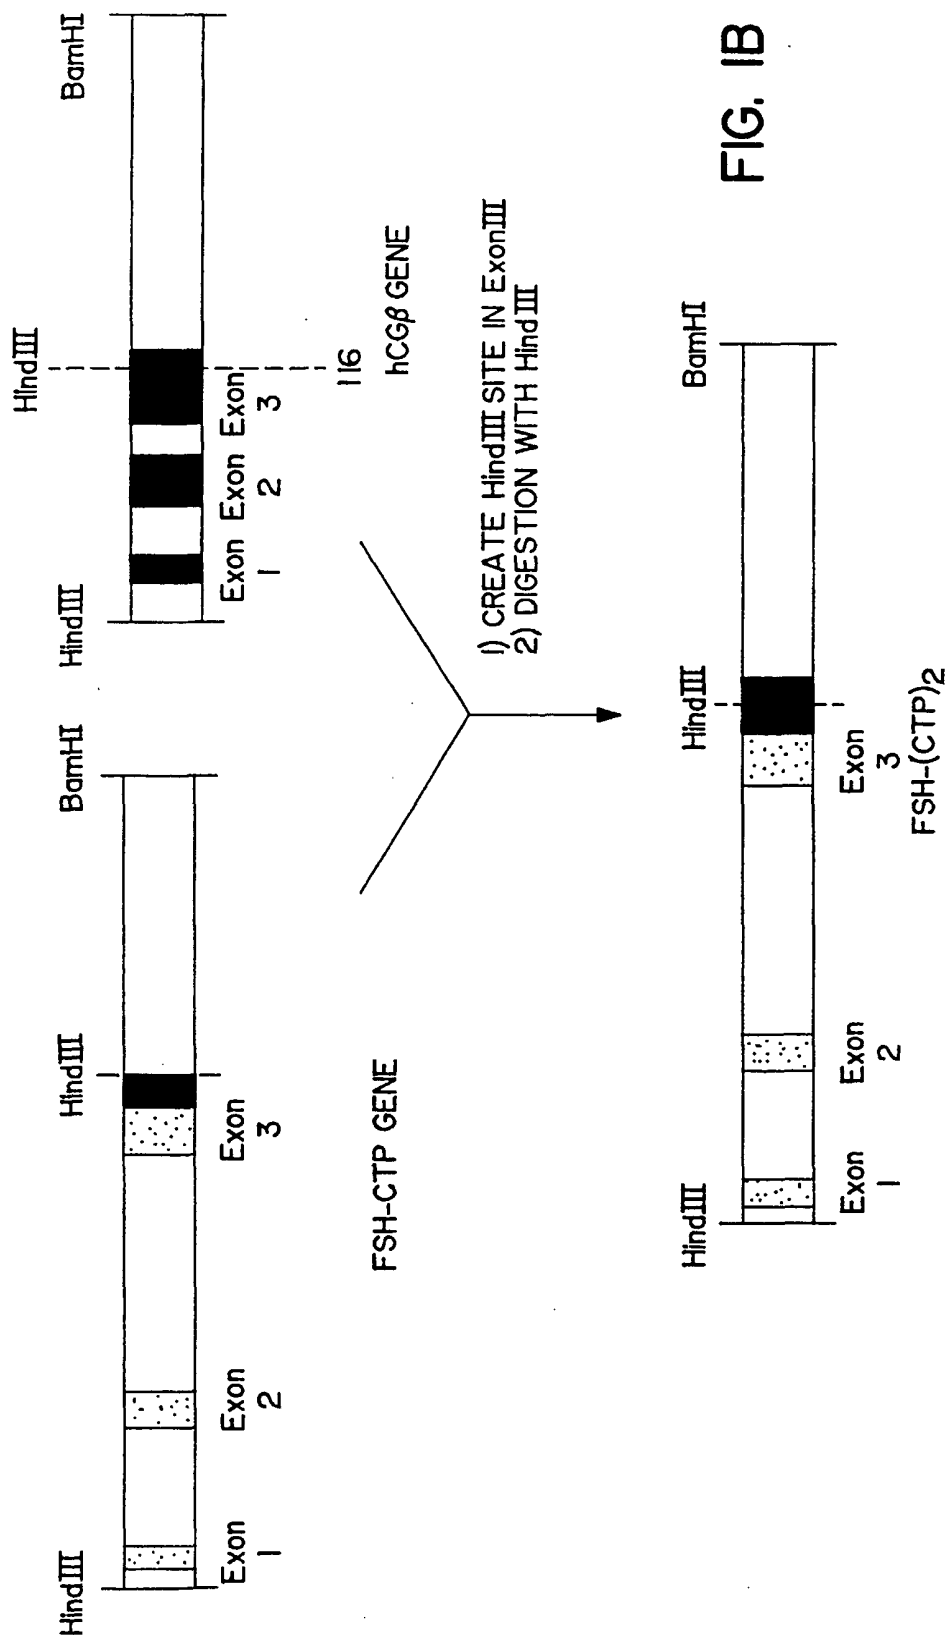 HindIII
HindIII
BamHI
Exon 1
Exon 2
Exon 3
FSH-CTP GENE
HindIII
HindIII
BamHI
Exon 1
Exon 2
Exon 3
116
hCGβ GENE
1) CREATE HindIII SITE IN ExonIII
2) DIGESTION WITH HindIII
HindIII
HindIII
BamHI
Exon 1
Exon 2
Exon 3
FSH-(CTP)2
FIG. 1B